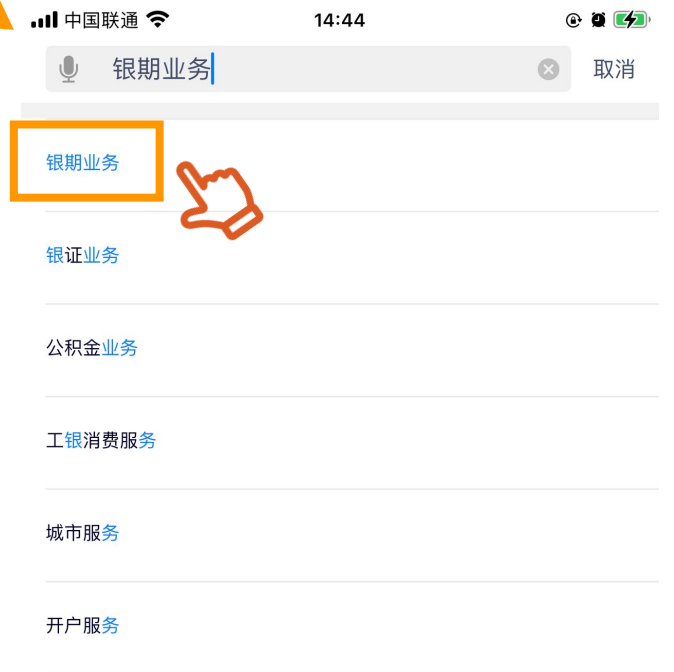 中国联通 14:44
银期业务 取消
银期业务
银证业务
公积金业务
工银消费服务
城市服务
开户服务